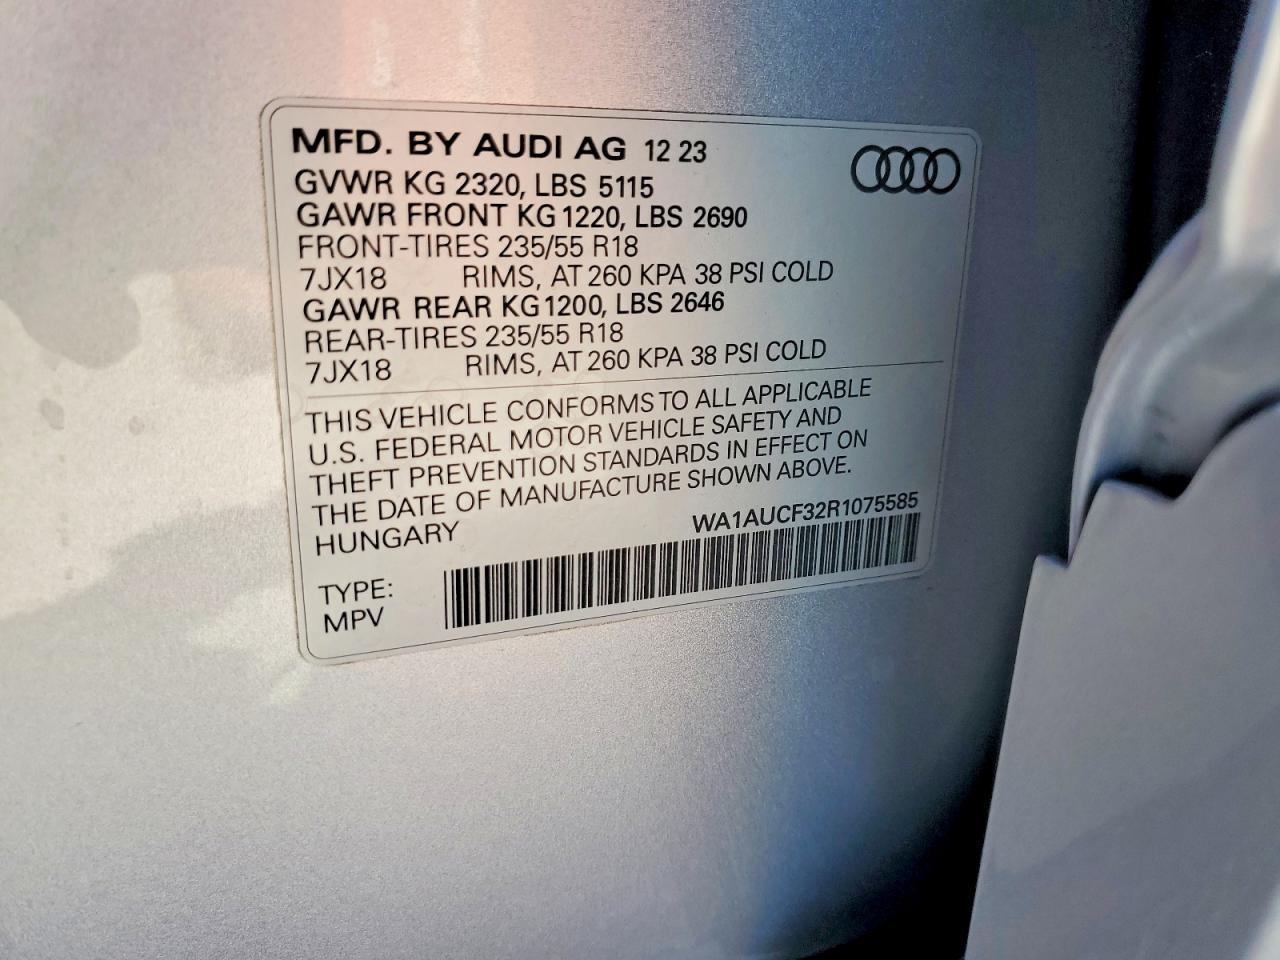 MFD. BY AUDI AG 12 23
GVWR KG 2320, LBS 5115
GAWR FRONT KG 1220, LBS 2690
FRONT-TIRES 235/55 R18
7JX18 RIMS, AT 260 KPA 38 PSI COLD
GAWR REAR KG 1200, LBS 2646
REAR-TIRES 235/55 R18
7JX18 RIMS, AT 260 KPA 38 PSI COLD
THIS VEHICLE CONFORMS TO ALL APPLICABLE
U.S. FEDERAL MOTOR VEHICLE SAFETY AND
THEFT PREVENTION STANDARDS IN EFFECT ON
THE DATE OF MANUFACTURE SHOWN ABOVE.
HUNGARY
WA1AUCF32R1075585
TYPE:
MPV